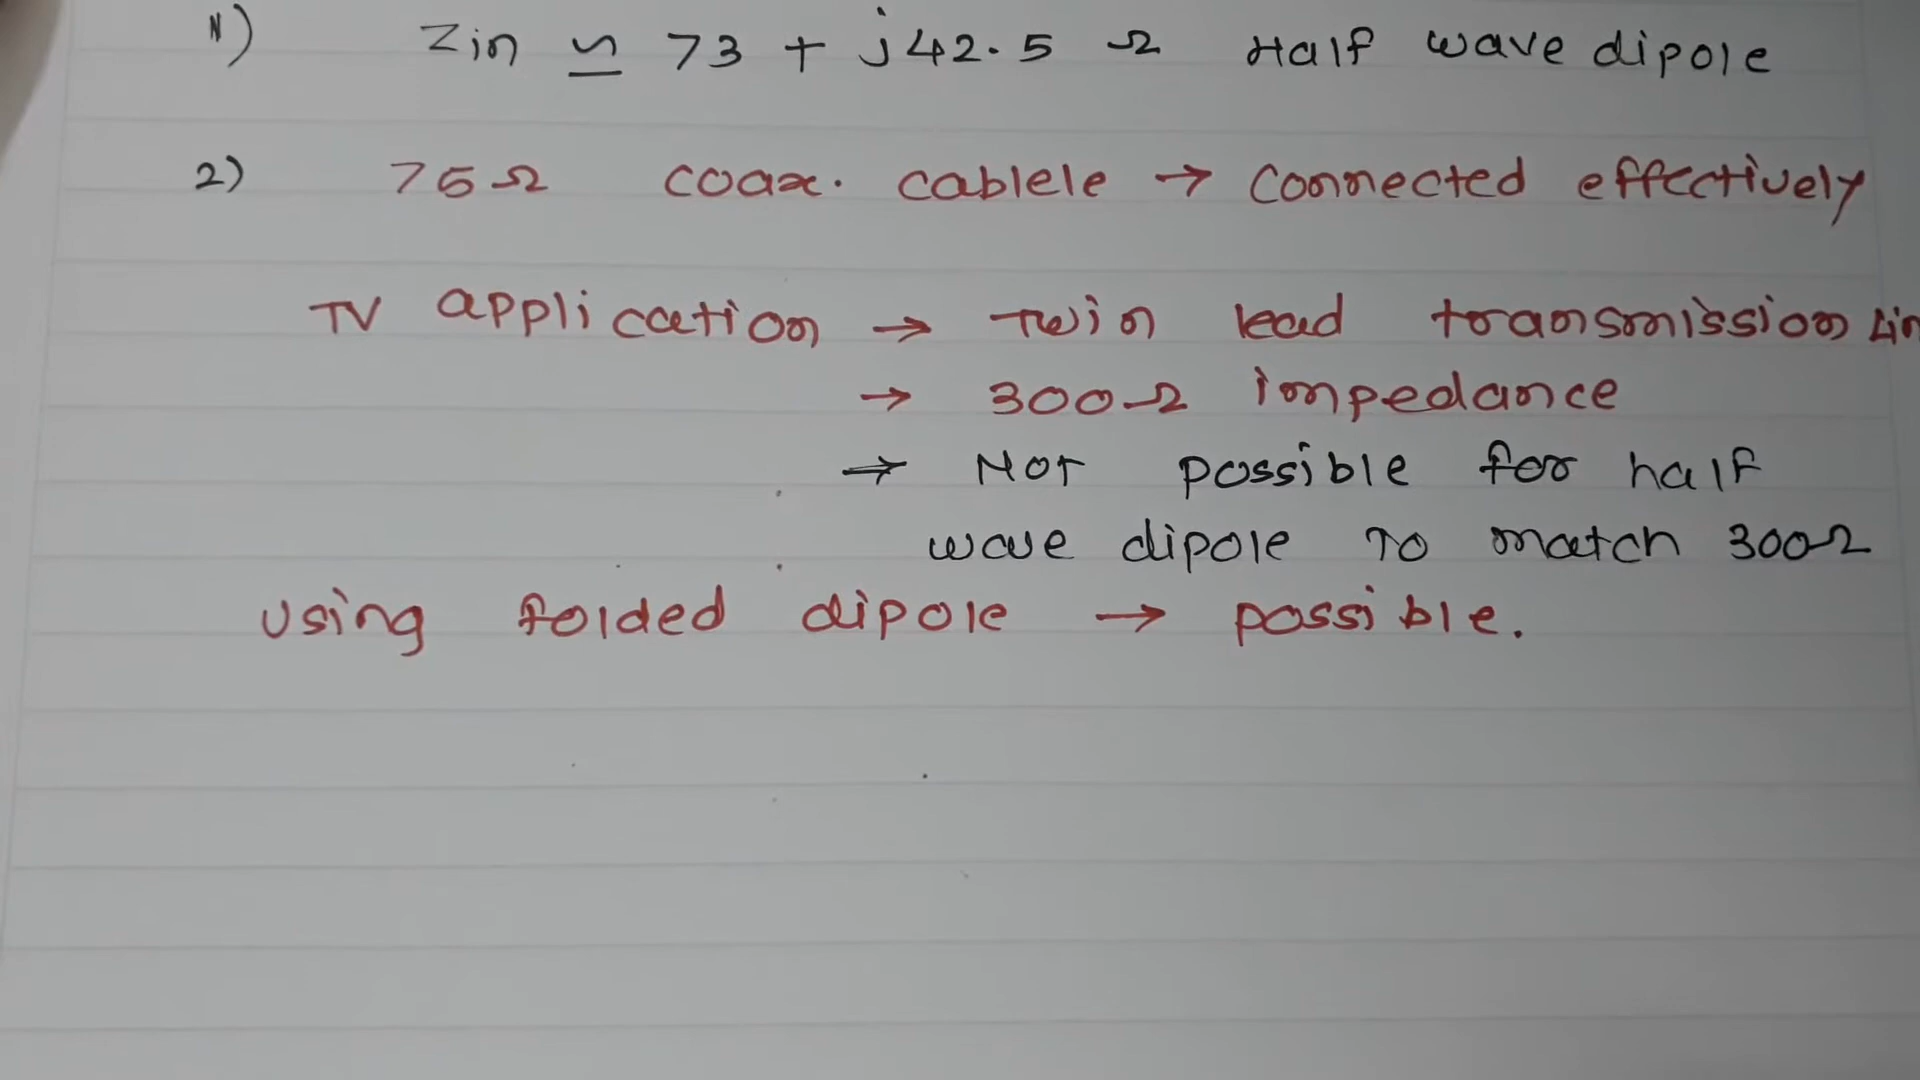 1) Zin ≃ 73 + j42.5 Ω Half wave dipole
2) 75Ω coax. cablele → connected effectively
TV application → Twin lead transmission Lin
→ 300Ω impedance
→ Not possible for half
wave dipole To match 300Ω
using folded dipole → possible.